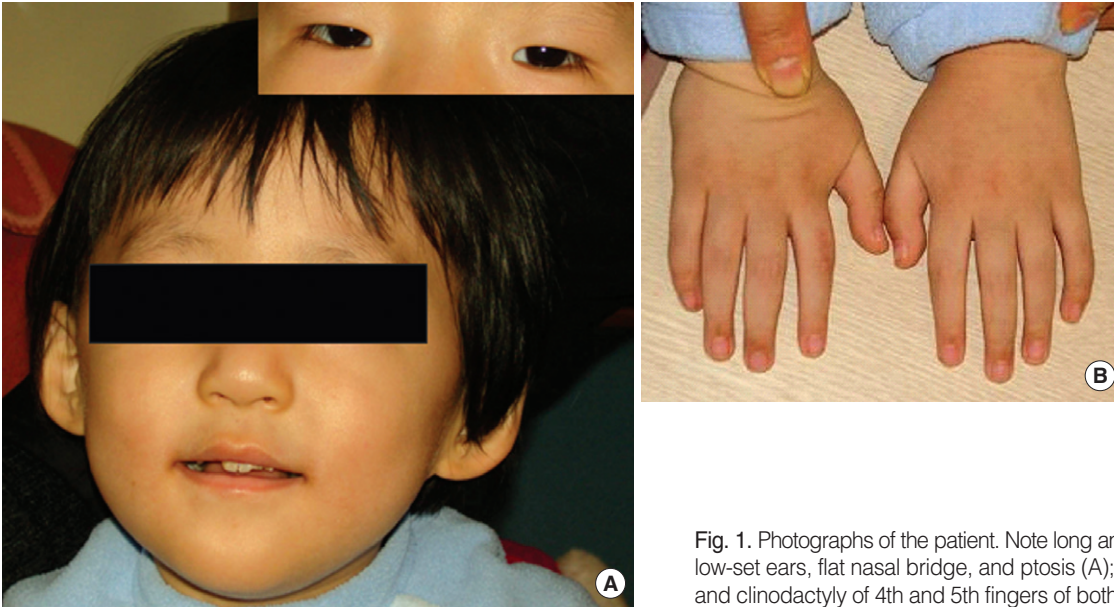 A
B
Fig. 1. Photographs of the patient. Note long
low-set ears, flat nasal bridge, and ptosis (A);
and clinodactyly of 4th and 5th fingers of both